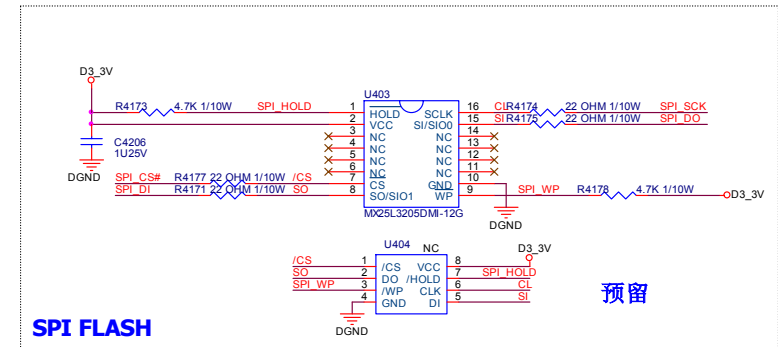 D3_3V
U403
R4173 4.7K 1/10W SPI_HOLD 1 HOLD SCLK 16 CL R4174 22 OHM 1/10W SPI_SCK
2 VCC SI/SIO0 15 SI R4175 22 OHM 1/10W SPI_DO
3 NC NC 14
C4206 4 NC NC 13
1U25V 5 NC NC 12
6 NC NC 11
DGND SPI_CS# R4177 22 OHM 1/10W /CS 7 CS GND 10
SPI_DI R4171 22 OHM 1/10W SO 8 SO/SIO1 WP 9 SPI_WP R4178 4.7K 1/10W D3_3V
MX25L3205DMI-12G
DGND
U404 NC D3_3V
/CS 1 /CS VCC 8
SO 2 DO /HOLD 7 SPI_HOLD
SPI_WP 3 /WP CLK 6 CL
4 GND DI 5 SI
预留
DGND
SPI FLASH